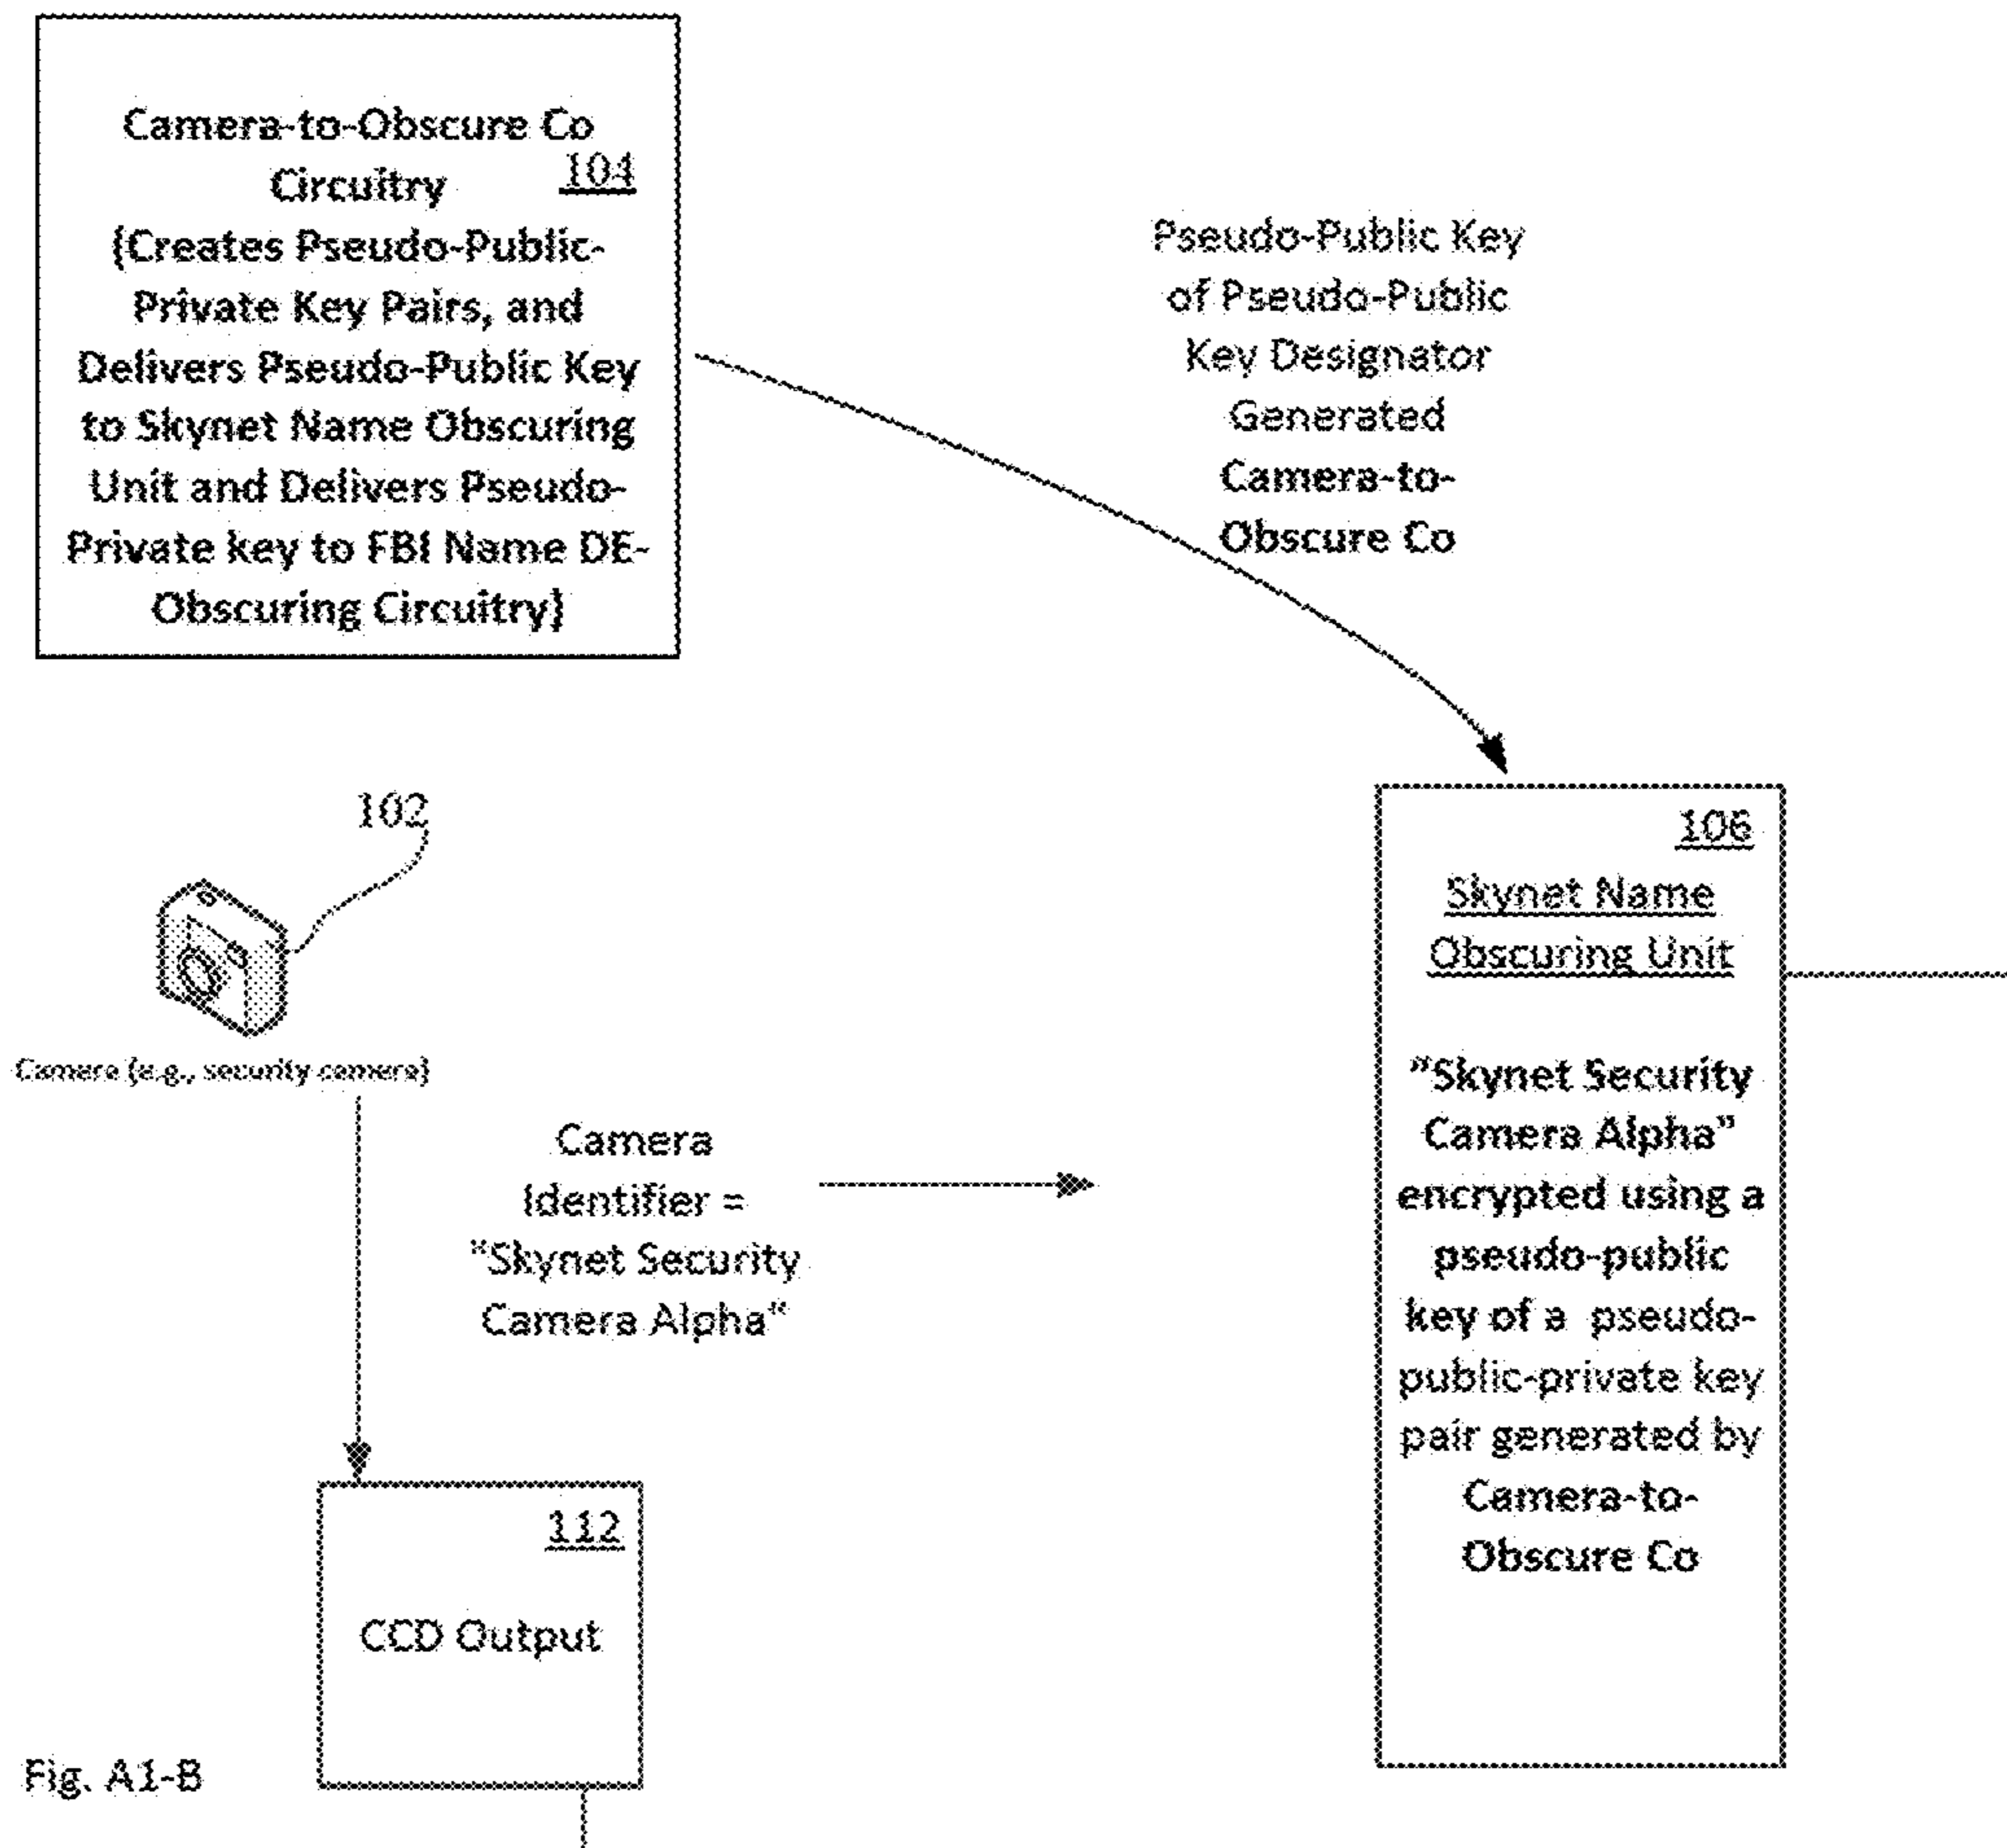 Camera-to-Obscure Co
Circuitry 104
(Creates Pseudo-Public-
Private Key Pairs, and
Delivers Pseudo-Public Key
to Skynet Name Obscuring
Unit and Delivers Pseudo-
Private key to FBI Name DE-
Obscuring Circuitry)
Pseudo-Public Key
of Pseudo-Public
Key Designator
Generated
Camera-to-
Obscure Co
102
Camera (e.g., security camera)
Camera
Identifier =
"Skynet Security
Camera Alpha"
106
Skynet Name
Obscuring Unit
"Skynet Security
Camera Alpha"
encrypted using a
pseudo-public
key of a pseudo-
public-private key
pair generated by
Camera-to-
Obscure Co
112
CCD Output
Fig. A1-B